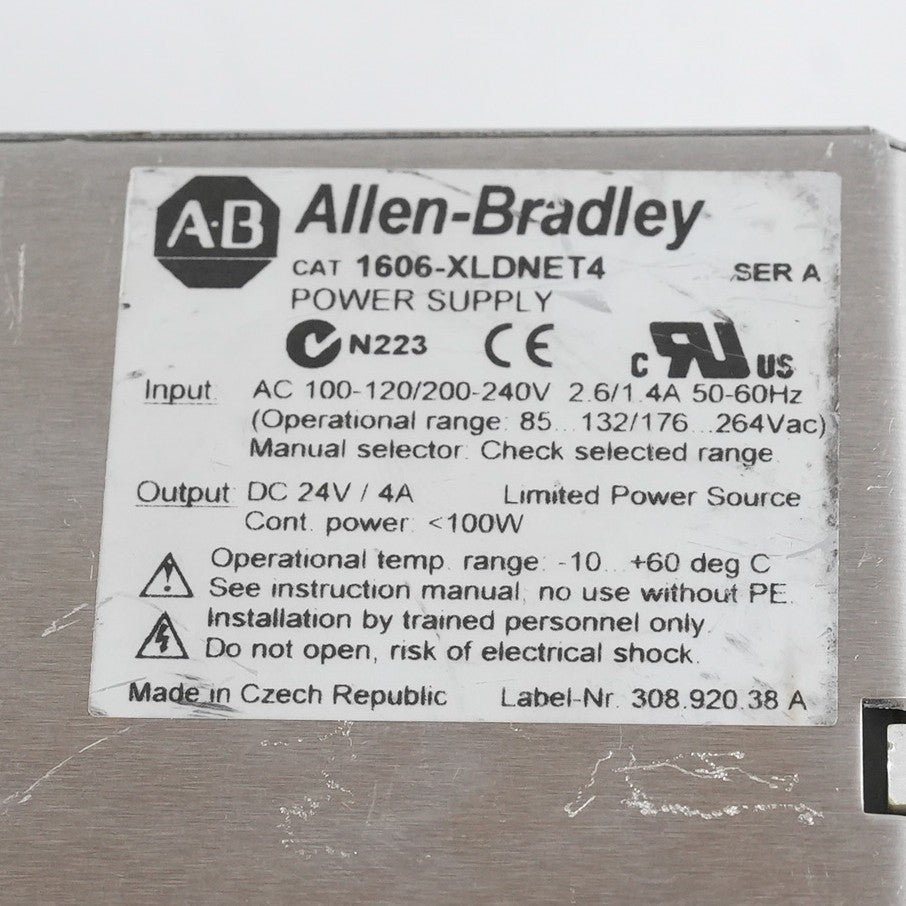 A·B Allen-Bradley
CAT 1606-XLDNET4 SER A
POWER SUPPLY
N223 CE C RU US
Input: AC 100-120/200-240V 2.6/1.4A 50-60Hz
(Operational range: 85...132/176...264Vac)
Manual selector: Check selected range.
Output: DC 24V / 4A Limited Power Source
Cont. power: <100W
Operational temp. range: -10...+60 deg C
See instruction manual, no use without PE.
Installation by trained personnel only.
Do not open, risk of electrical shock.
Made in Czech Republic Label-Nr. 308.920.38 A